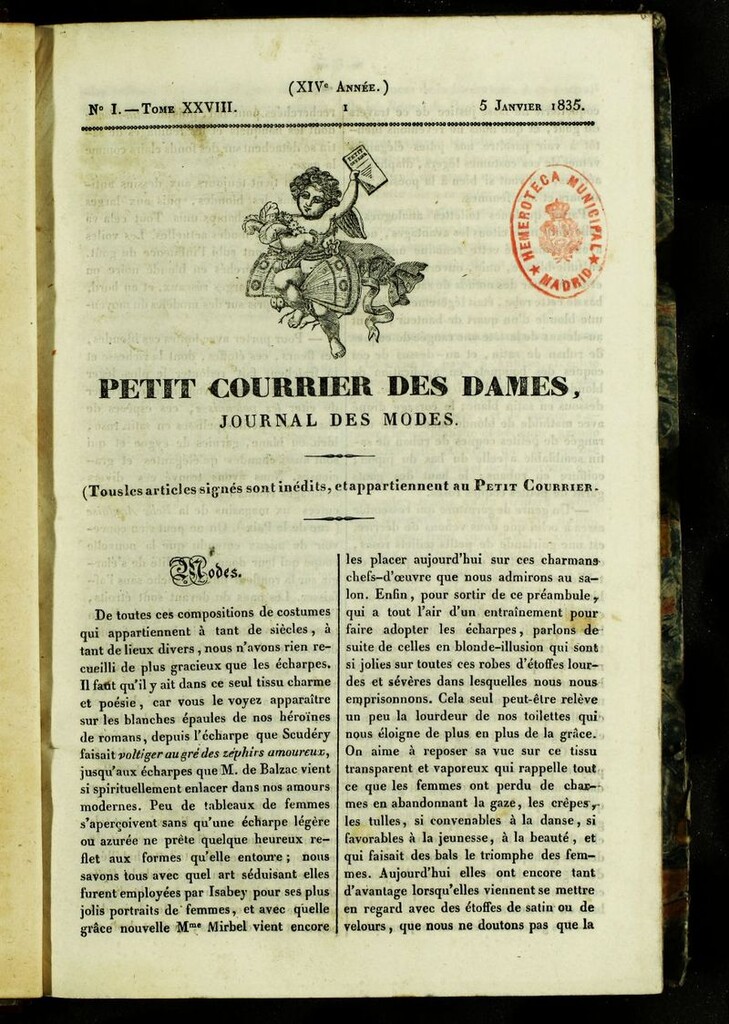 (XIVe Année.)
No I.—Tome XXVIII. 1 5 Janvier 1835.
PETIT
HEMEROTECA MUNICIPAL
★ MADRID ★
PETIT COURRIER DES DAMES,
JOURNAL DES MODES.
(Tous les articles signés sont inédits, et appartiennent au Petit Courrier.
Modes.
De toutes ces compositions de costumes
qui appartiennent à tant de siècles, à
tant de lieux divers, nous n'avons rien re-
cueilli de plus gracieux que les écharpes.
Il faut qu'il y ait dans ce seul tissu charme
et poésie, car vous le voyez apparaître
sur les blanches épaules de nos héroïnes
de romans, depuis l'écharpe que Scudéry
faisait voltiger au gré des zéphirs amoureux,
jusqu'aux écharpes que M. de Balzac vient
si spirituellement enlacer dans nos amours
modernes. Peu de tableaux de femmes
s'aperçoivent sans qu'une écharpe légère
ou azurée ne prête quelque heureux re-
flet aux formes qu'elle entoure; nous
savons tous avec quel art séduisant elles
furent employées par Isabey pour ses plus
jolis portraits de femmes, et avec quelle
grâce nouvelle Mme Mirbel vient encore
les placer aujourd'hui sur ces charmans
chefs-d'œuvre que nous admirons au sa-
lon. Enfin, pour sortir de ce préambule,
qui a tout l'air d'un entraînement pour
faire adopter les écharpes, parlons de
suite de celles en blonde-illusion qui sont
si jolies sur toutes ces robes d'étoffes lour-
des et sévères dans lesquelles nous nous
emprisonnons. Cela seul peut-être relève
un peu la lourdeur de nos toilettes qui
nous éloigne de plus en plus de la grâce.
On aime à reposer sa vue sur ce tissu
transparent et vaporeux qui rappelle tout
ce que les femmes ont perdu de char-
mes en abandonnant la gaze, les crêpes,
les tulles, si convenables à la danse, si
favorables à la jeunesse, à la beauté, et
qui faisait des bals le triomphe des fem-
mes. Aujourd'hui elles ont encore tant
d'avantage lorsqu'elles viennent se mettre
en regard avec des étoffes de satin ou de
velours, que nous ne doutons pas que la